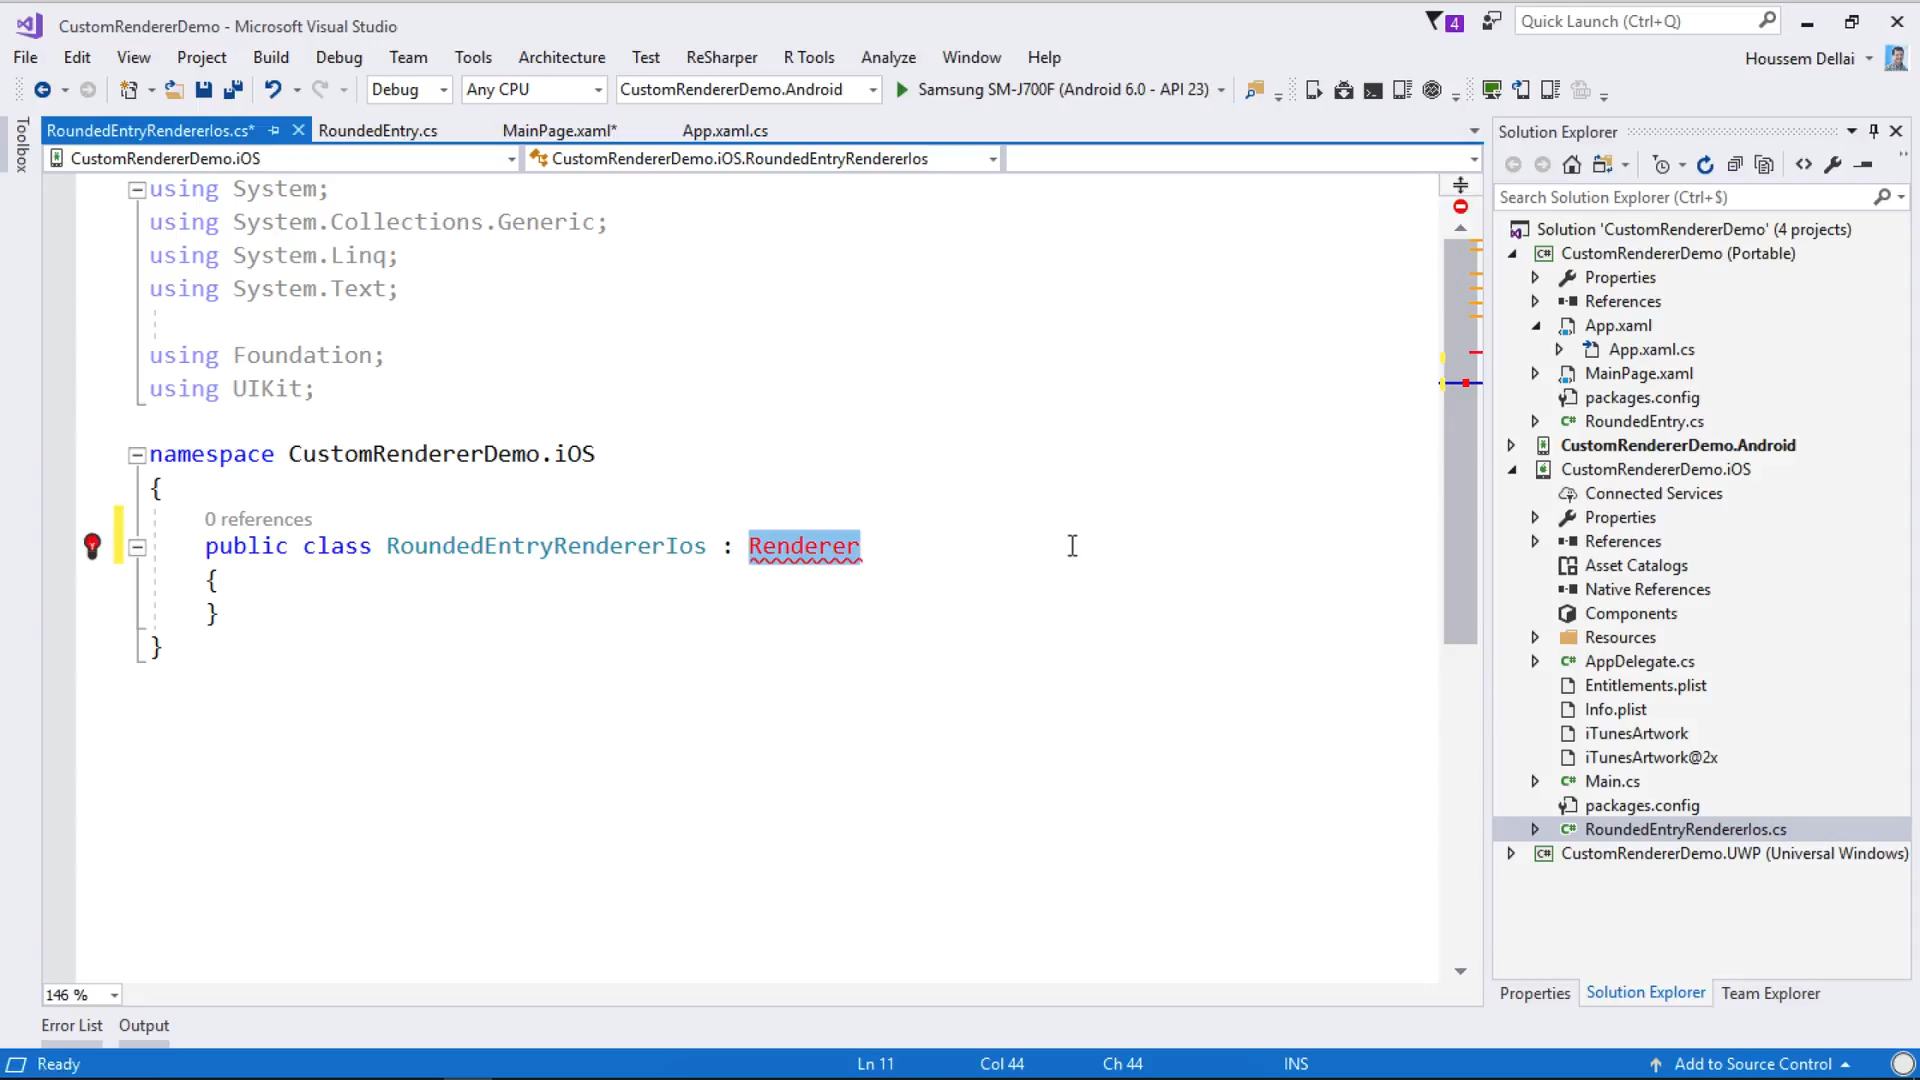 CustomRendererDemo - Microsoft Visual Studio
4
Quick Launch (Ctrl+Q)
File Edit View Project Build Debug Team Tools Architecture Test ReSharper R Tools Analyze Window Help
Houssem Dellai
Debug Any CPU CustomRendererDemo.Android Samsung SM-J700F (Android 6.0 - API 23)
Toolbox
RoundedEntryRendererIos.cs* RoundedEntry.cs MainPage.xaml* App.xaml.cs
CustomRendererDemo.iOS CustomRendererDemo.iOS.RoundedEntryRendererIos
using System;
using System.Collections.Generic;
using System.Linq;
using System.Text;
using Foundation;
using UIKit;
namespace CustomRendererDemo.iOS
{
0 references
public class RoundedEntryRendererIos : Renderer
{
}
}
146 %
Error List Output
Solution Explorer
Search Solution Explorer (Ctrl+$)
Solution 'CustomRendererDemo' (4 projects)
CustomRendererDemo (Portable)
Properties
References
App.xaml
App.xaml.cs
MainPage.xaml
packages.config
RoundedEntry.cs
CustomRendererDemo.Android
CustomRendererDemo.iOS
Connected Services
Properties
References
Asset Catalogs
Native References
Components
Resources
AppDelegate.cs
Entitlements.plist
Info.plist
iTunesArtwork
iTunesArtwork@2x
Main.cs
packages.config
RoundedEntryRendererIos.cs
CustomRendererDemo.UWP (Universal Windows)
Properties Solution Explorer Team Explorer
Ready Ln 11 Col 44 Ch 44 INS Add to Source Control